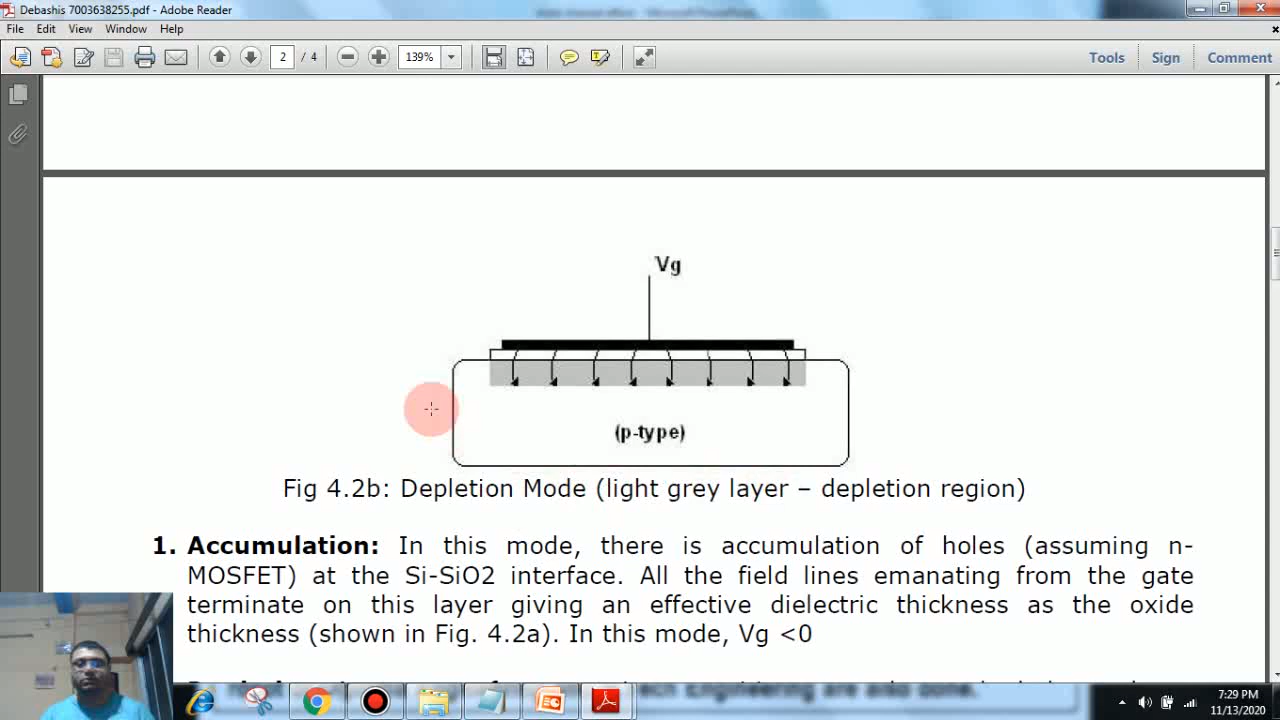 Debashis 7003638255.pdf - Adobe Reader
File Edit View Window Help
2 / 4 139% Tools Sign Comment
Vg
(p-type)
Fig 4.2b: Depletion Mode (light grey layer – depletion region)
1. Accumulation: In this mode, there is accumulation of holes (assuming n-
MOSFET) at the Si-SiO2 interface. All the field lines emanating from the gate
terminate on this layer giving an effective dielectric thickness as the oxide
thickness (shown in Fig. 4.2a). In this mode, Vg <0
Engineering are also done.
7:29 PM
11/13/2020